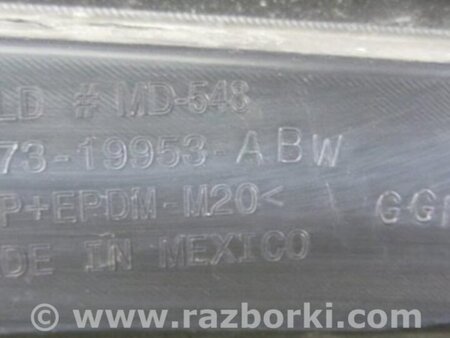 LD # MD-548
73-19953-ABW
P+EPDM-M20<
GG
DE IN MEXICO
www.razborki.com